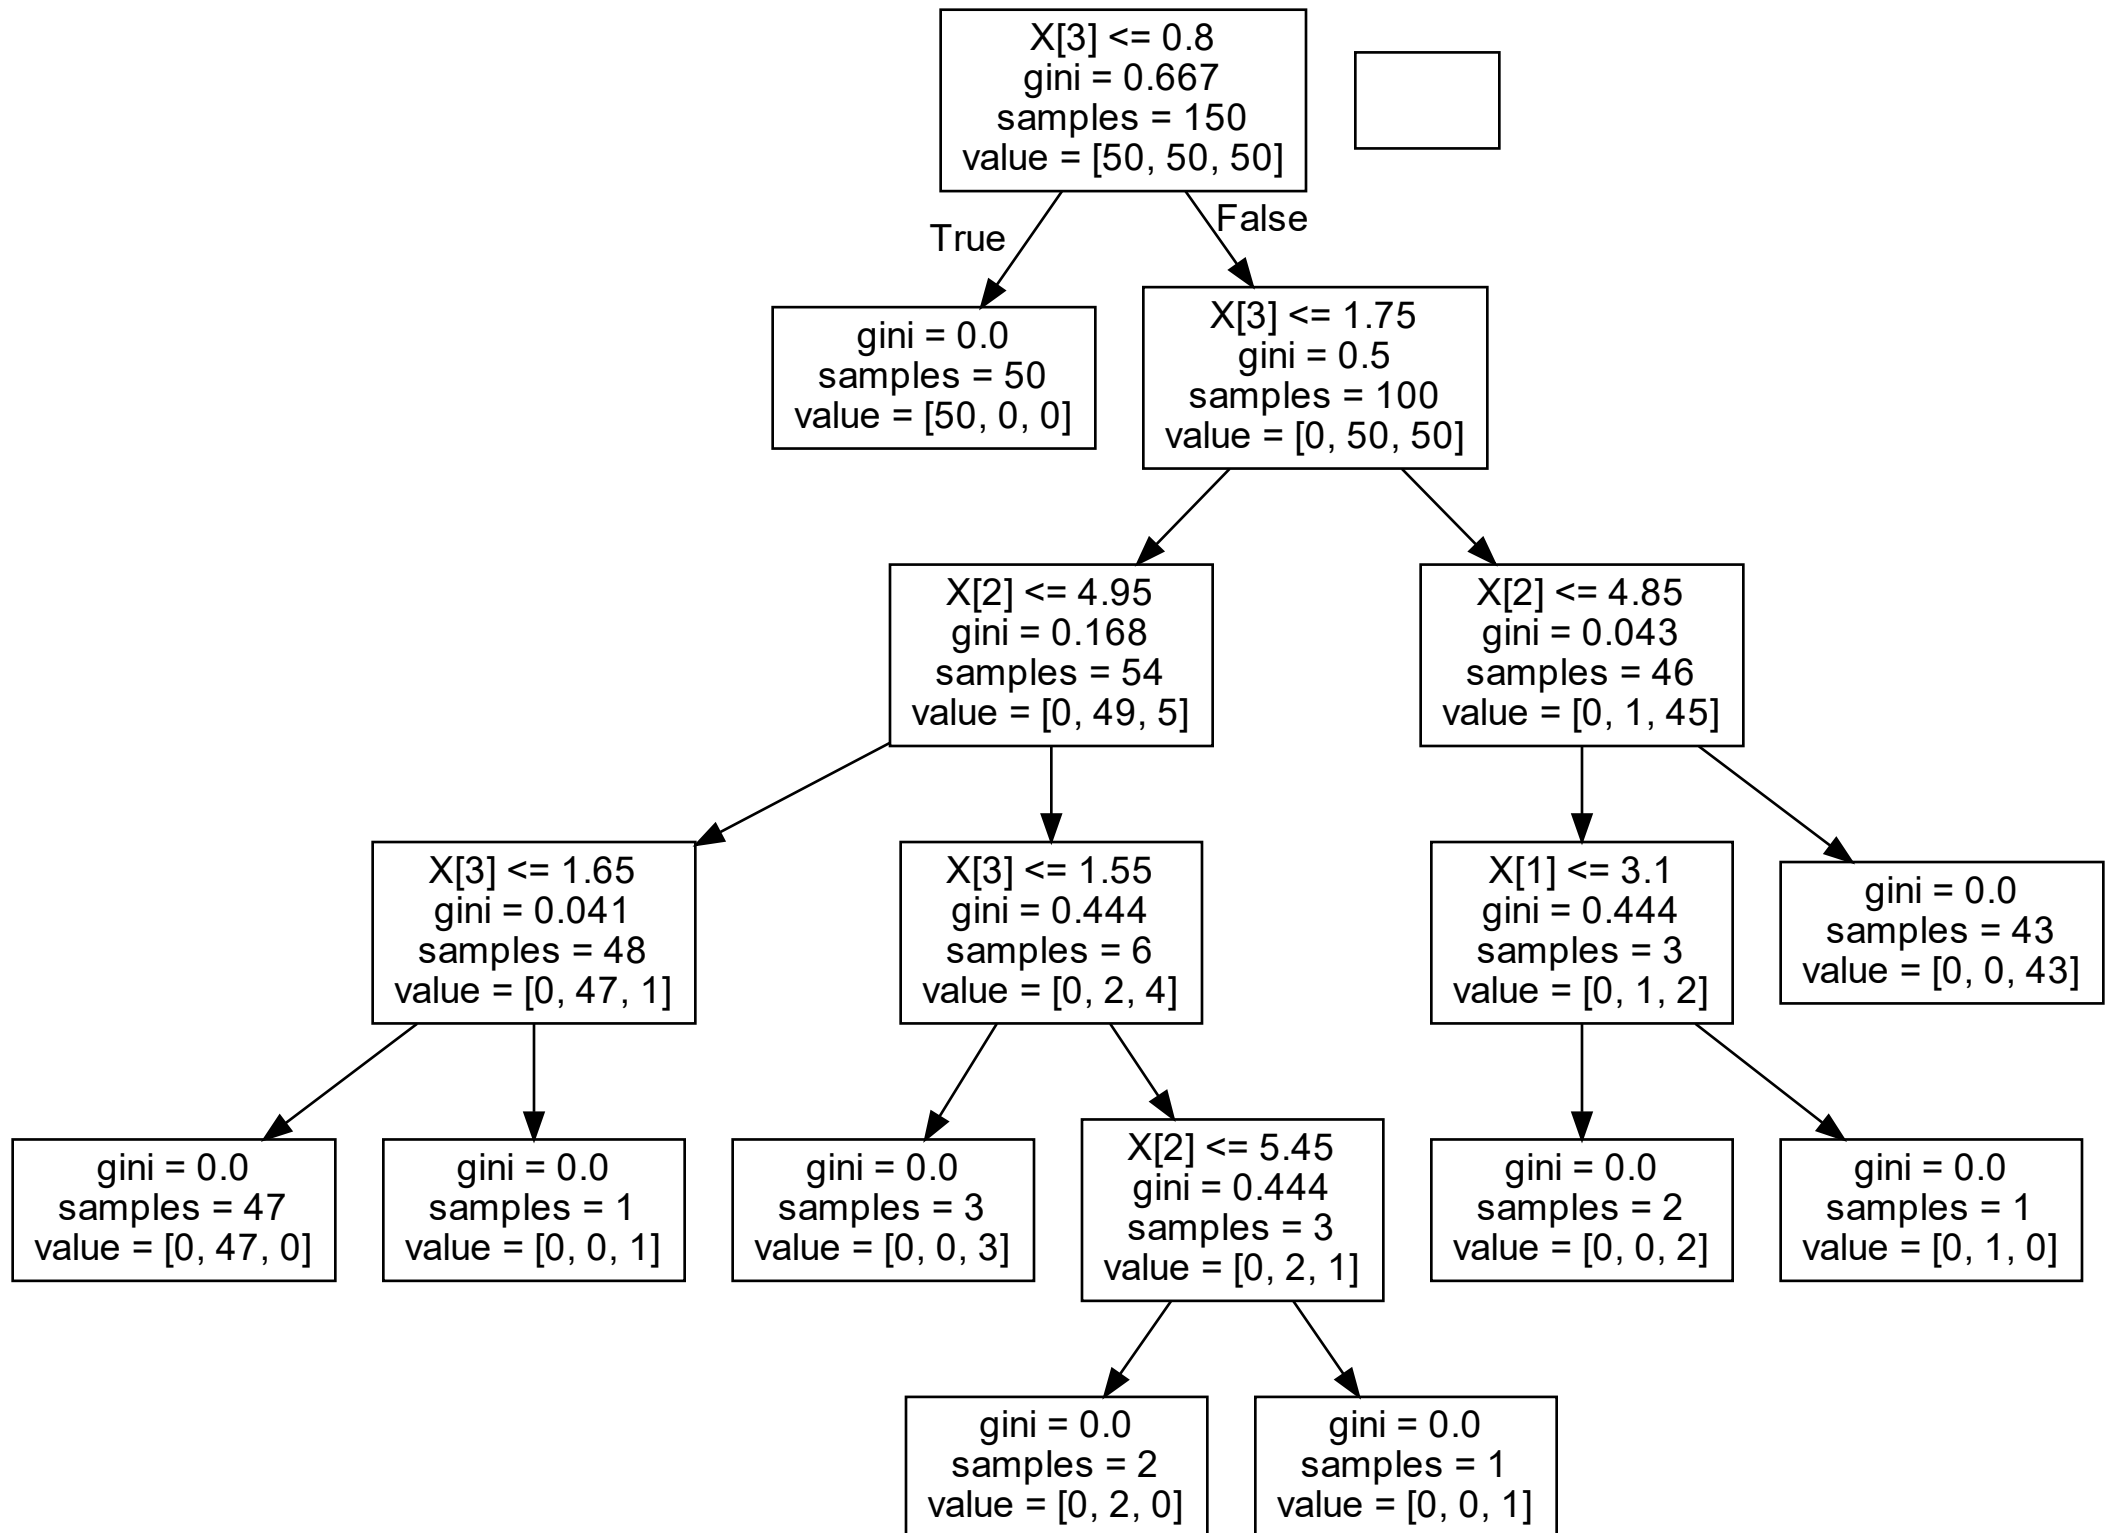 X[3] <= 0.8
gini = 0.667
samples = 150
value = [50, 50, 50]
True
False
gini = 0.0
samples = 50
value = [50, 0, 0]
X[3] <= 1.75
gini = 0.5
samples = 100
value = [0, 50, 50]
X[2] <= 4.95
gini = 0.168
samples = 54
value = [0, 49, 5]
X[2] <= 4.85
gini = 0.043
samples = 46
value = [0, 1, 45]
X[3] <= 1.65
gini = 0.041
samples = 48
value = [0, 47, 1]
X[3] <= 1.55
gini = 0.444
samples = 6
value = [0, 2, 4]
X[1] <= 3.1
gini = 0.444
samples = 3
value = [0, 1, 2]
gini = 0.0
samples = 43
value = [0, 0, 43]
gini = 0.0
samples = 47
value = [0, 47, 0]
gini = 0.0
samples = 1
value = [0, 0, 1]
gini = 0.0
samples = 3
value = [0, 0, 3]
X[2] <= 5.45
gini = 0.444
samples = 3
value = [0, 2, 1]
gini = 0.0
samples = 2
value = [0, 0, 2]
gini = 0.0
samples = 1
value = [0, 1, 0]
gini = 0.0
samples = 2
value = [0, 2, 0]
gini = 0.0
samples = 1
value = [0, 0, 1]